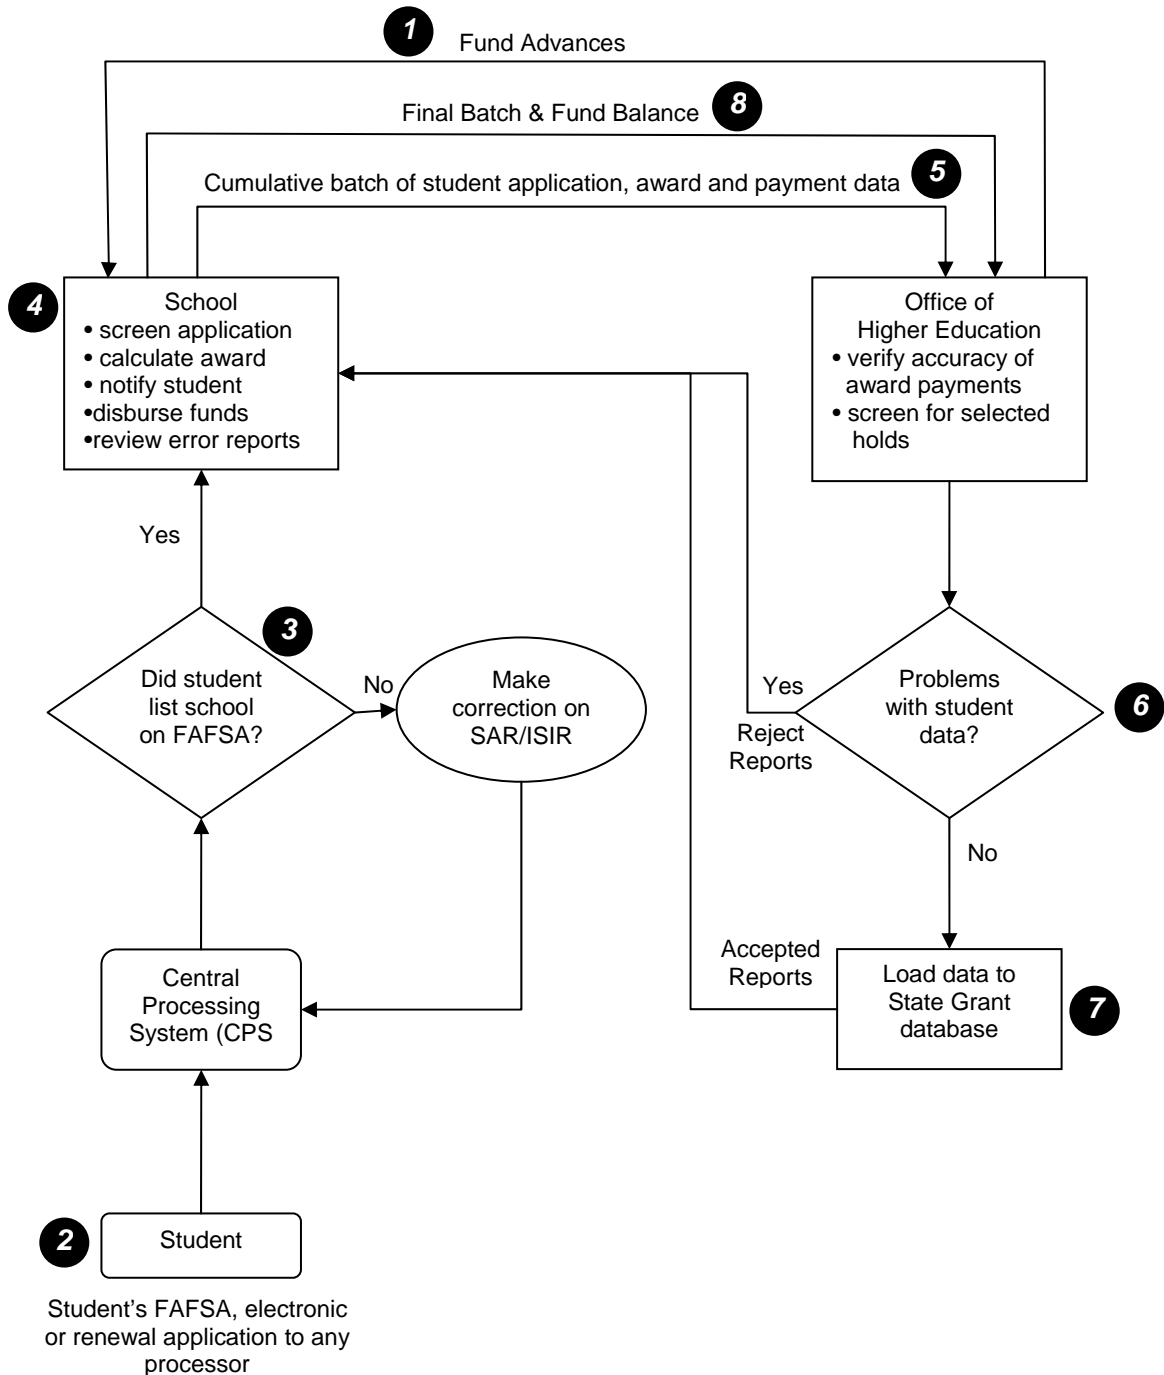 1
Fund Advances
Final Batch & Fund Balance
8
Cumulative batch of student application, award and payment data
5
4
School
• screen application
• calculate award
• notify student
•disburse funds
•review error reports
Office of
Higher Education
• verify accuracy of
award payments
• screen for selected
holds
Yes
3
Did student
list school
on FAFSA?
No
Make
correction on
SAR/ISIR
Yes
Reject
Reports
Problems
with student
data?
6
No
Accepted
Reports
Load data to
State Grant
database
7
Central
Processing
System (CPS
2
Student
Student’s FAFSA, electronic
or renewal application to any
processor